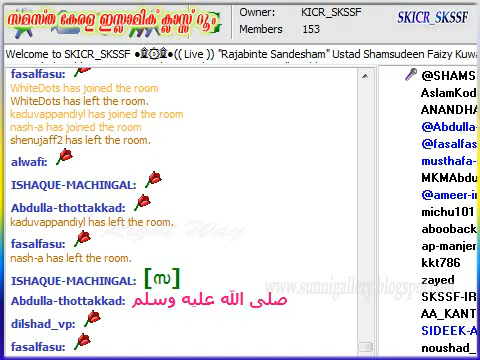 സമസ്ത കേരള ഇസ്ലാമിക് ക്ലാസ്സ് റൂം
Owner: KICR_SKSSF
Members 153
SKICR_SKSSF
Welcome to SKICR_SKSSF ●۩۞۩●(( Live )) "Rajabinte Sandesham" Ustad Shamsudeen Faizy Kuwa
fasalfasu:
WhiteDots has joined the room
WhiteDots has left the room.
kaduvappandiyl has joined the room
nash-a has joined the room
shenujaff2 has left the room.
alwafi:
ISHAQUE-MACHINGAL:
Abdulla-thottakkad:
kaduvappandiyl has left the room.
fasalfasu:
nash-a has left the room.
ISHAQUE-MACHINGAL: [സ]
Abdulla-thottakkad: صلى الله عليه وسلم
dilshad_vp:
fasalfasu:
@SHAMS
AslamKod
ANANDHA
@Abdulla-
@fasalfas
musthafa-
MKMAbdu
@ameer-ir
michu101
abooback
ap-manjer
kkt786
zayed
SKSSF-IR
AA_KANT
SIDEEK-A
noushad_
www.sunnigallery.blogspot